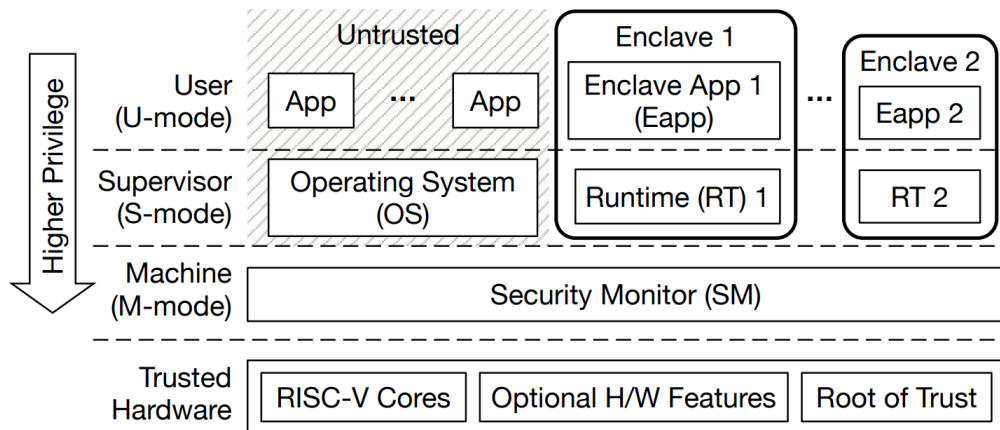 Untrusted
Enclave 1
Enclave 2
Higher Privilege
User
(U-mode)
App
...
App
Enclave App 1
(Eapp)
...
Eapp 2
Supervisor
(S-mode)
Operating System
(OS)
Runtime (RT) 1
RT 2
Machine
(M-mode)
Security Monitor (SM)
Trusted
Hardware
RISC-V Cores
Optional H/W Features
Root of Trust